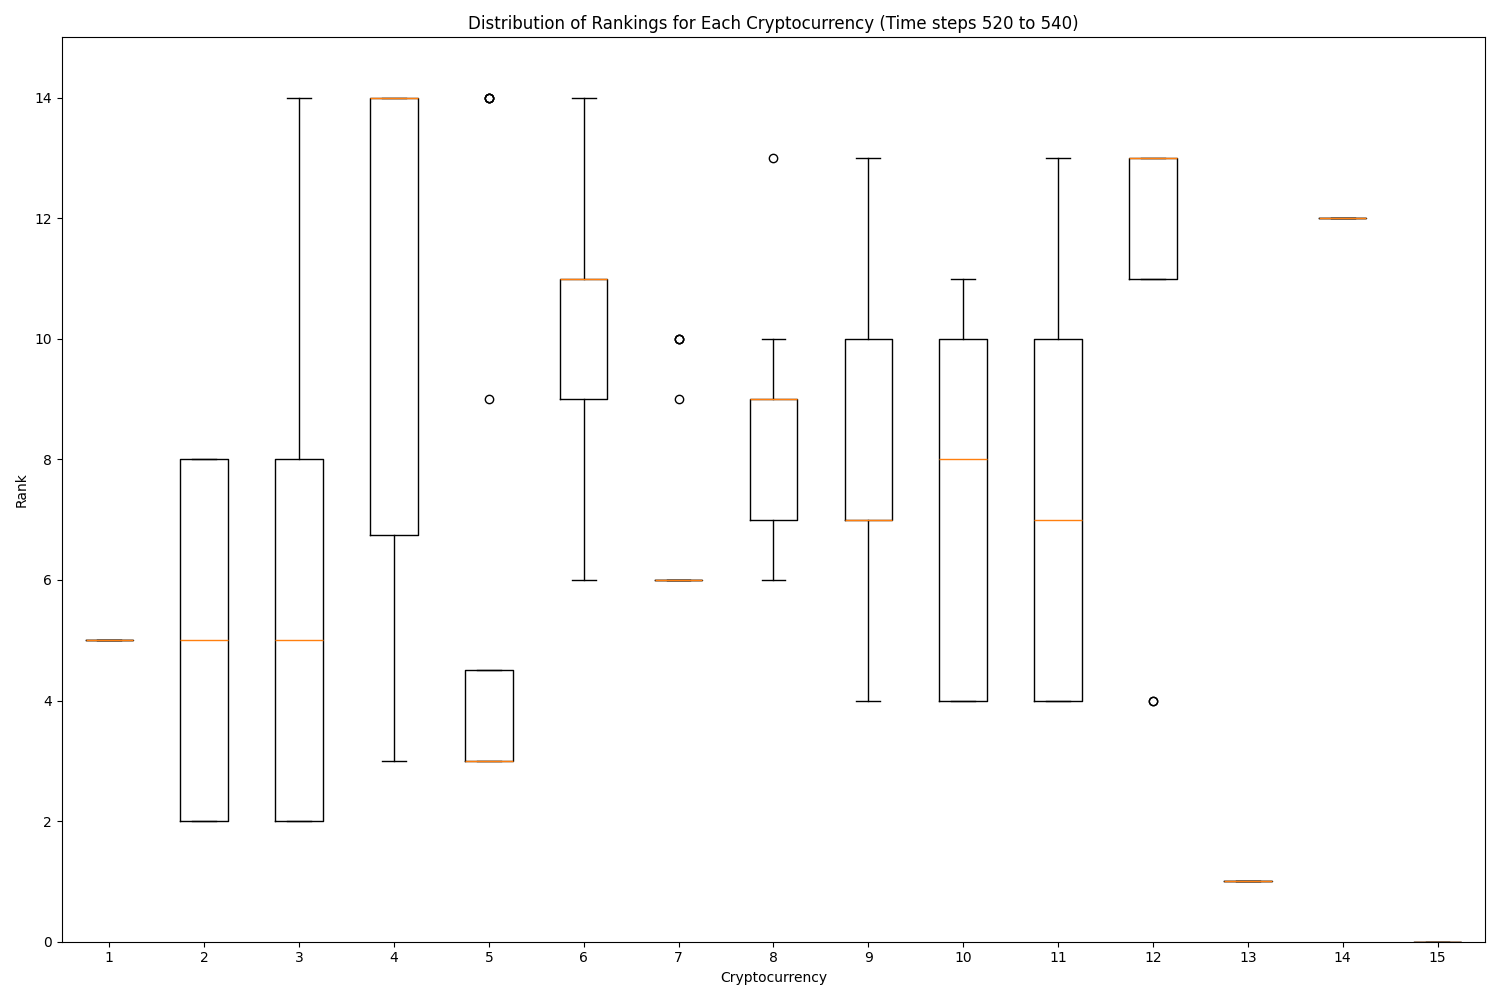 Distribution of Rankings for Each Cryptocurrency (Time steps 520 to 540)
Rank
14
12
10
8
6
4
2
0
1 2 3 4 5 6 7 8 9 10 11 12 13 14 15
Cryptocurrency